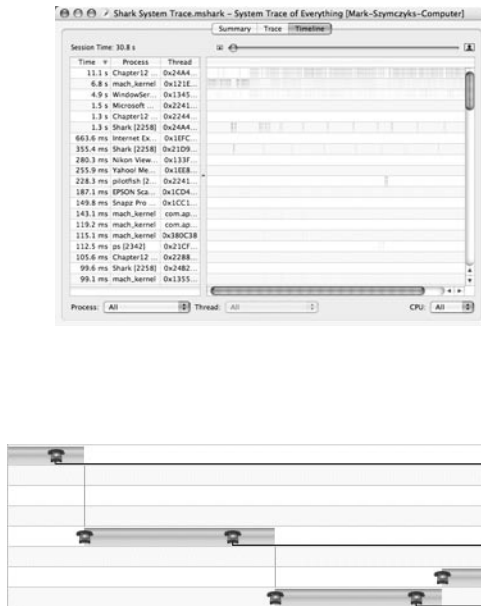 Shark System Trace.mshark – System Trace of Everything [Mark-Szymczyks-Computer]
Summary Trace Timeline
Session Time: 30.8 s
Time Process Thread
11.1 s Chapter12 ... 0x24A4...
6.8 s mach_kernel 0x121E...
4.9 s WindowSer... 0x1345...
1.5 s Microsoft ... 0x2241...
1.3 s Chapter12 ... 0x2244...
1.3 s Shark [2258] 0x24A4...
663.6 ms Internet Ex... 0x1EFC...
355.4 ms Shark [2258] 0x21D9...
280.3 ms Nikon View... 0x133F...
255.9 ms Yahoo! Me... 0x1EE8...
228.3 ms pilotfish [2... 0x2241...
187.1 ms EPSON Sca... 0x1CD4...
149.8 ms Snapz Pro ... 0x1CC1...
143.1 ms mach_kernel com.ap...
119.2 ms mach_kernel com.ap...
115.1 ms mach_kernel 0x380C38
112.5 ms ps [2342] 0x21CF...
105.6 ms Chapter12 ... 0x2288...
99.6 ms Shark [2258] 0x2482...
99.1 ms mach_kernel 0x1355...
Process: All Thread: All CPU: All